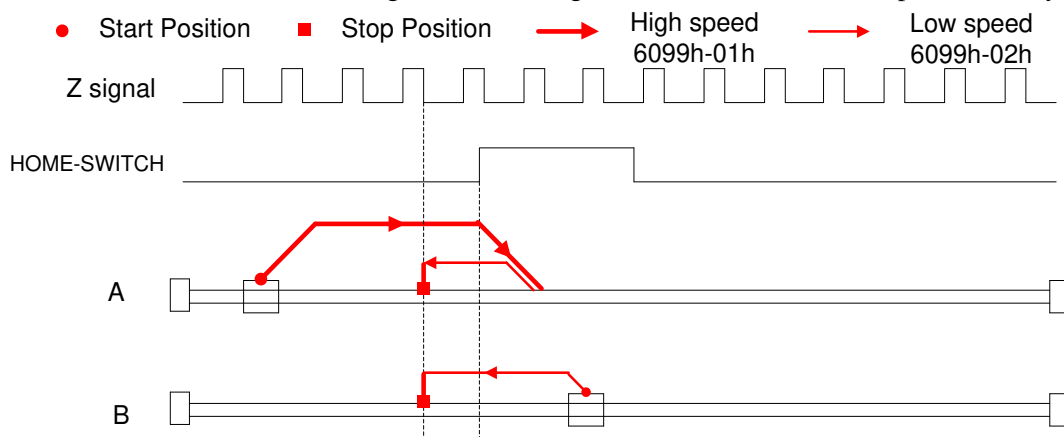 Start Position Stop Position High speed Low speed
6099h-01h 6099h-02h
Z signal
HOME-SWITCH
A
B